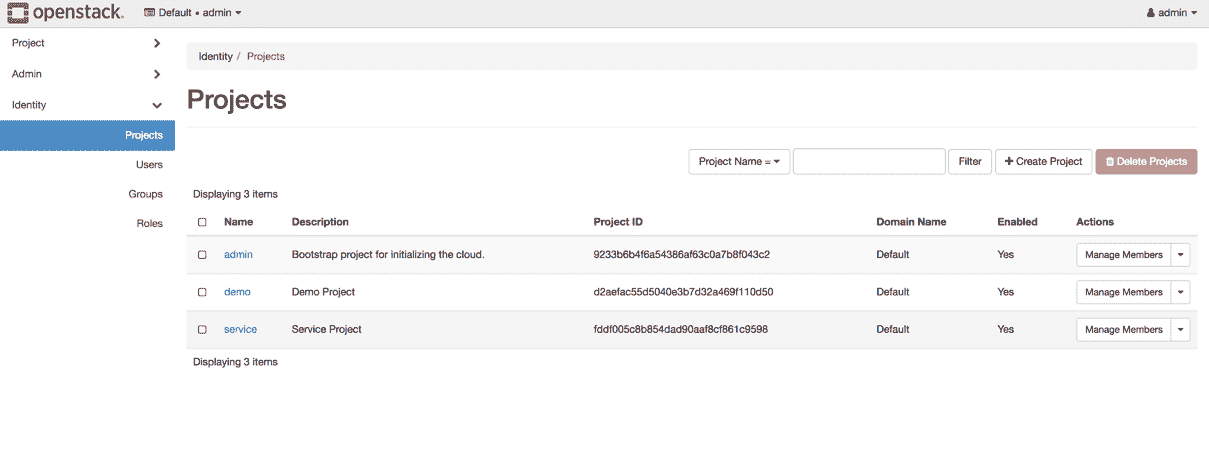 openstack. Default • admin admin
Project
Admin
Identity
Projects
Users
Groups
Roles
Identity / Projects
Projects
Project Name = Filter + Create Project Delete Projects
Displaying 3 items
Name Description Project ID Domain Name Enabled Actions
admin Bootstrap project for initializing the cloud. 9233b6b4f6a54386af63c0a7b8f043c2 Default Yes Manage Members
demo Demo Project d2aefac55d5040e3b7d32a469f110d50 Default Yes Manage Members
service Service Project fddf005c8b854dad90aaf8cf861c9598 Default Yes Manage Members
Displaying 3 items